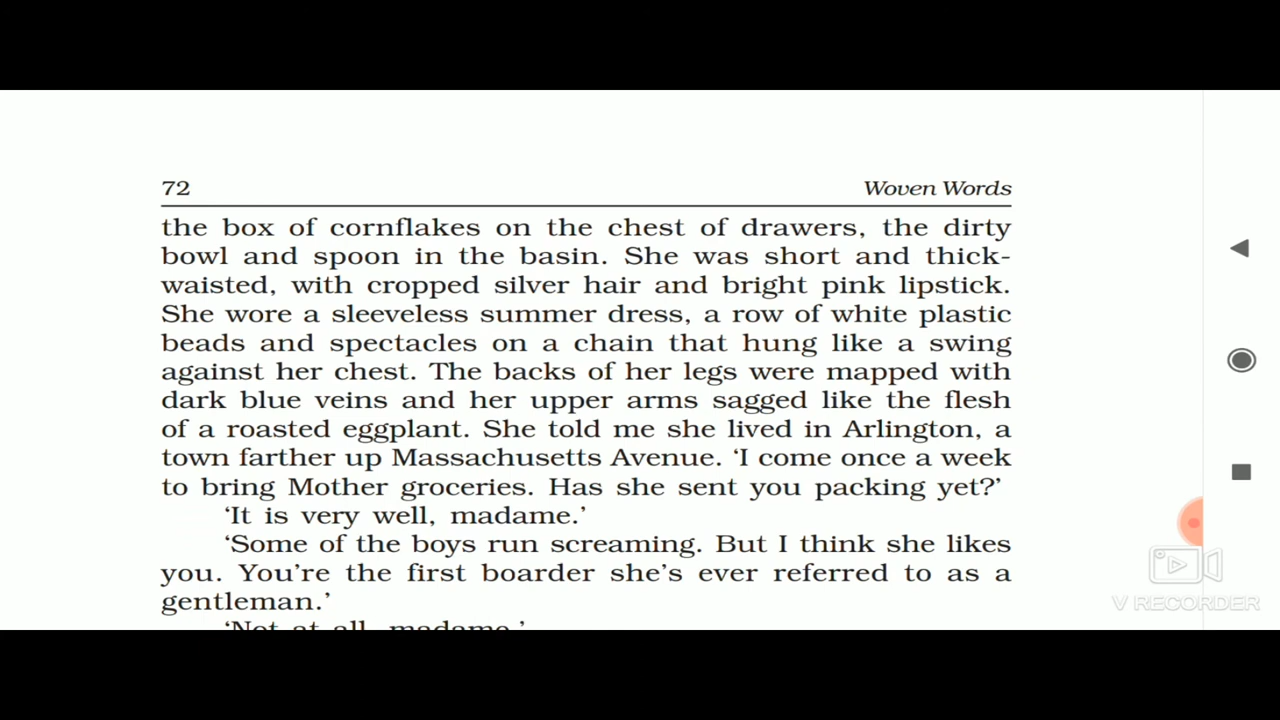 72 Woven Words
the box of cornflakes on the chest of drawers, the dirty
bowl and spoon in the basin. She was short and thick-
waisted, with cropped silver hair and bright pink lipstick.
She wore a sleeveless summer dress, a row of white plastic
beads and spectacles on a chain that hung like a swing
against her chest. The backs of her legs were mapped with
dark blue veins and her upper arms sagged like the flesh
of a roasted eggplant. She told me she lived in Arlington, a
town farther up Massachusetts Avenue. ‘I come once a week
to bring Mother groceries. Has she sent you packing yet?’
‘It is very well, madame.’
‘Some of the boys run screaming. But I think she likes
you. You’re the first boarder she’s ever referred to as a
gentleman.’
‘Not at all, madame.’
V RECORDER